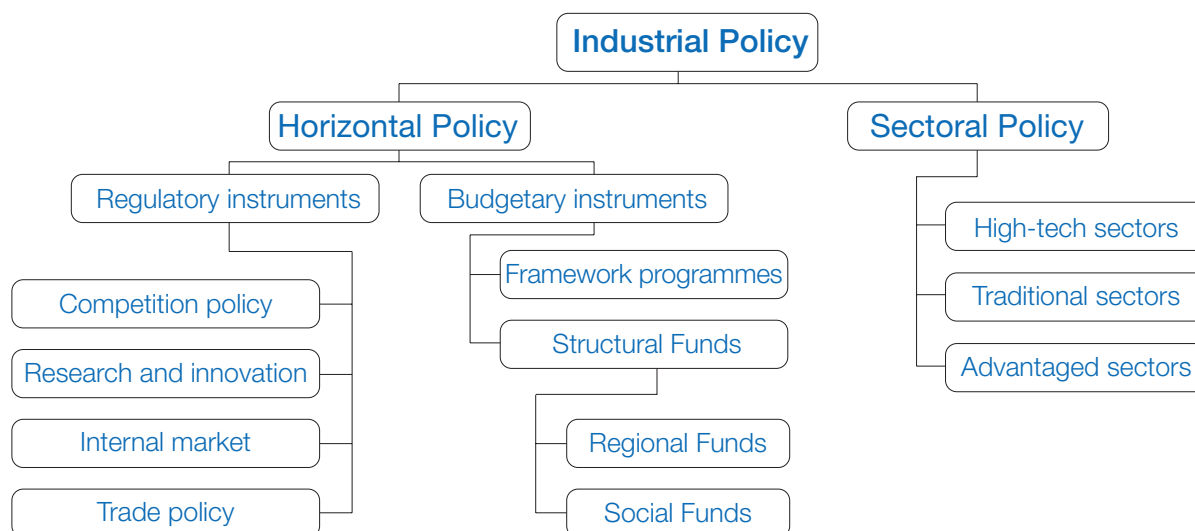 Industrial Policy
Horizontal Policy
Sectoral Policy
Regulatory instruments
Budgetary instruments
High-tech sectors
Framework programmes
Competition policy
Traditional sectors
Structural Funds
Research and innovation
Advantaged sectors
Internal market
Regional Funds
Trade policy
Social Funds